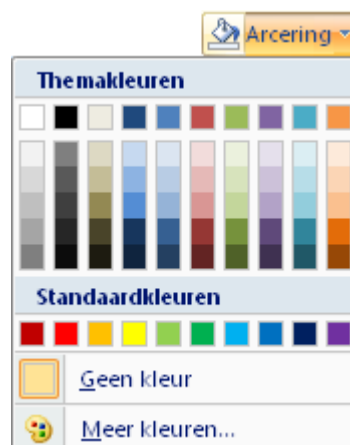 Arcering
Themakleuren
Standaardkleuren
Geen kleur
Meer kleuren...